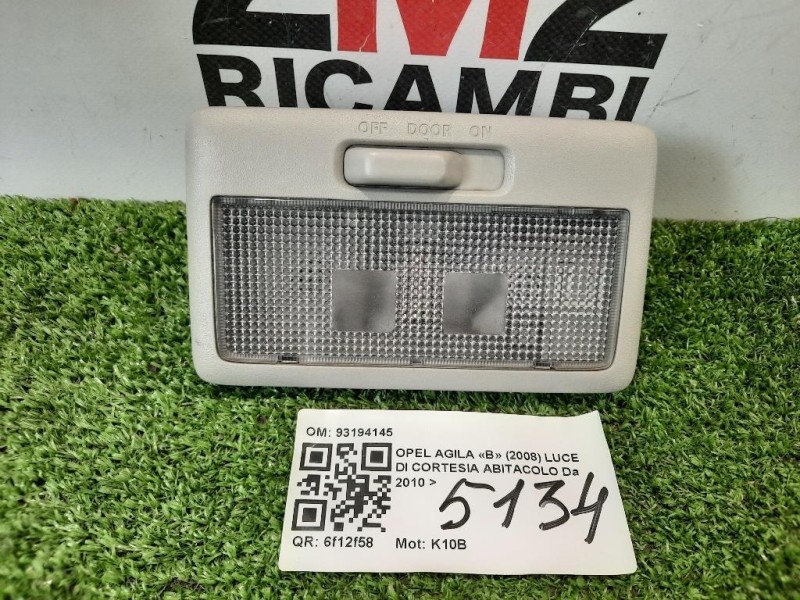 2M2
RICAMBI
OFF DOOR ON
OM: 93194145
OPEL AGILA «B» (2008) LUCE
DI CORTESIA ABITACOLO Da
2010 >
5134
QR: 6f12f58 Mot: K10B